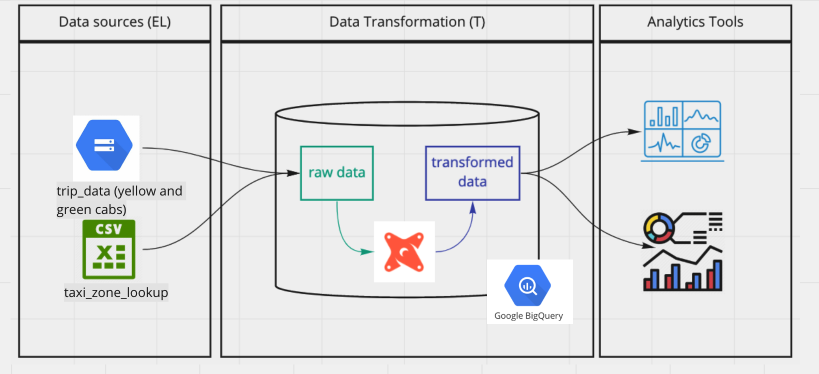 Data sources (EL)
Data Transformation (T)
Analytics Tools
trip_data (yellow and
green cabs)
CSV
X
taxi_zone_lookup
raw data
transformed
data
Google BigQuery